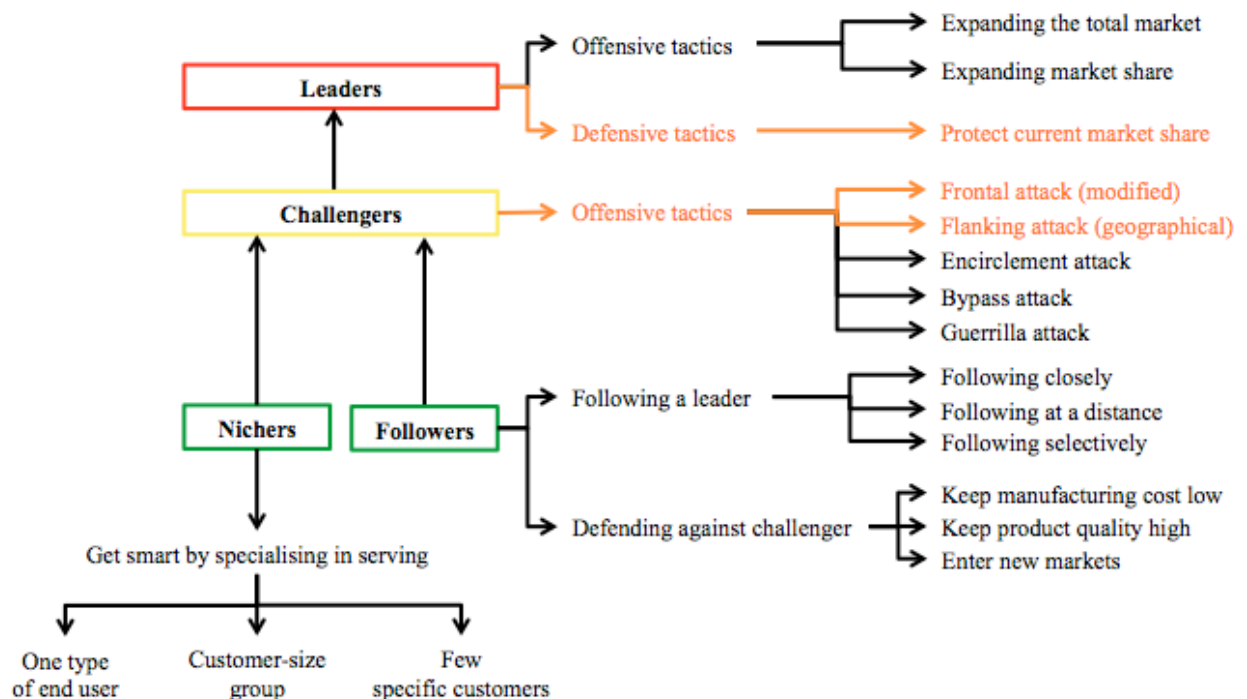 Expanding the total market
Offensive tactics
Expanding market share
Leaders
Defensive tactics
Protect current market share
Frontal attack (modified)
Challengers
Offensive tactics
Flanking attack (geographical)
Encirclement attack
Bypass attack
Guerrilla attack
Following closely
Following a leader
Following at a distance
Nichers
Followers
Following selectively
Keep manufacturing cost low
Defending against challenger
Keep product quality high
Enter new markets
Get smart by specialising in serving
One type
of end user
Customer-size
group
Few
specific customers